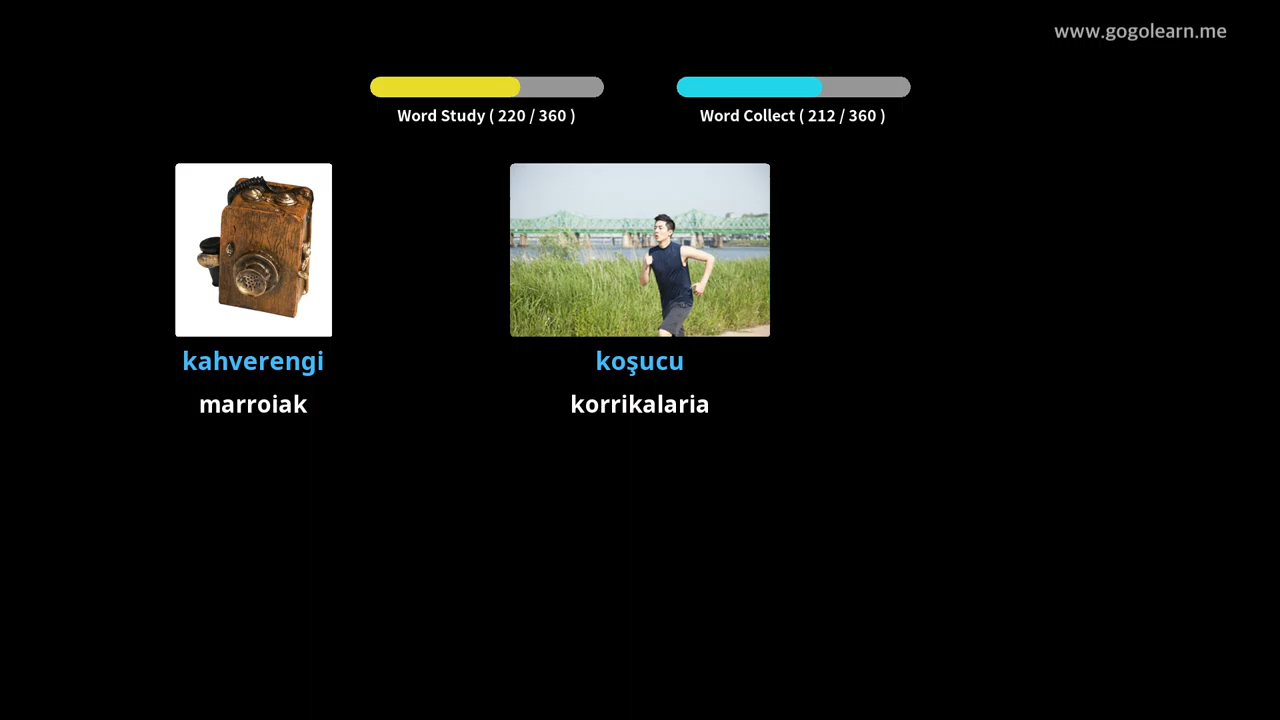 www.gogolearn.me
Word Study ( 220 / 360 )
Word Collect ( 212 / 360 )
kahverengi
marroiak
koşucu
korrikalaria